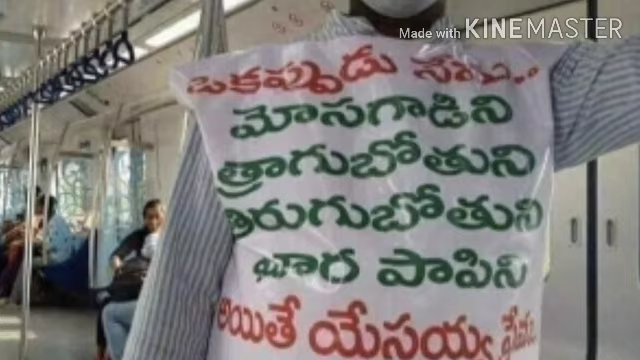 Made with KINEMASTER
ఒకప్పుడు నేను..
మోసగాడిని
త్రాగుబోతుని
తిరుగుబోతుని
బాగ పాపిని
అయితే యేసయ్య